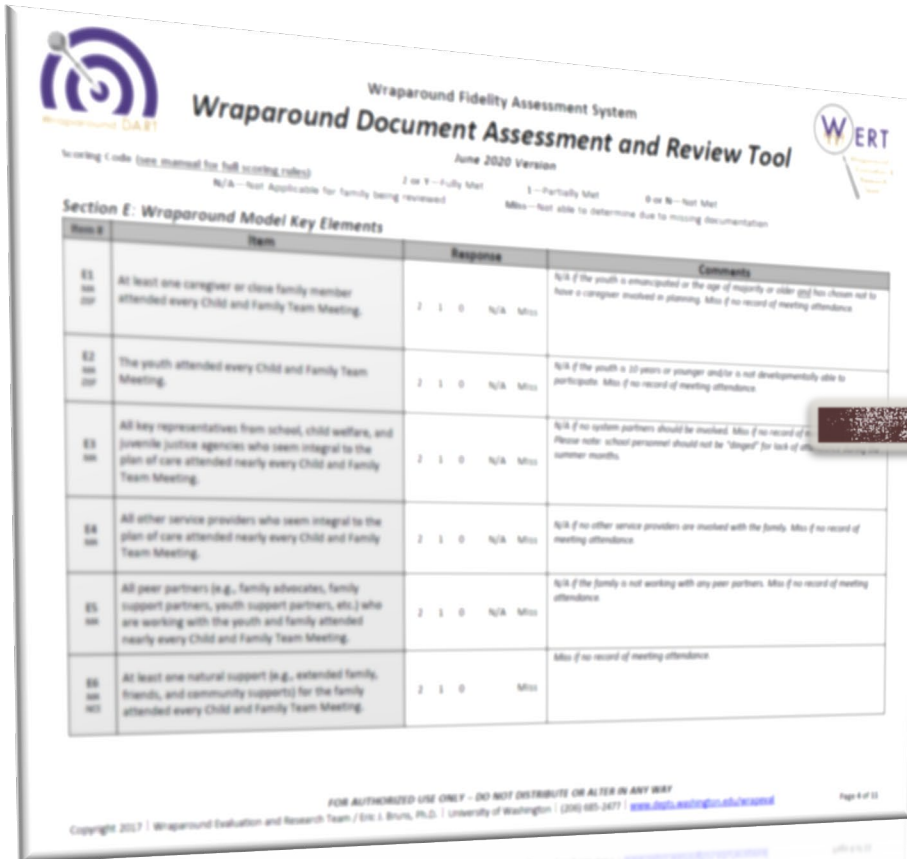 Wraparound Fidelity Assessment System
Wraparound Document Assessment and Review Tool
June 2020 Version
Wraparound DART
WERT
Scoring Code (see manual for full scoring rules)
2 or Y—Fully Met 1—Partially Met 0 or N—Not Met
N/A—Not Applicable for family being reviewed Miss—Not able to determine due to missing documentation
Section E: Wraparound Model Key Elements
Item # Item Response Comments
E1
At least one caregiver or close family member
attended every Child and Family Team Meeting.
2 1 0 N/A Miss
N/A if the youth is emancipated or the age of majority or older and has chosen not to
have a caregiver involved in planning. Miss if no record of meeting attendance.
E2
The youth attended every Child and Family Team
Meeting.
2 1 0 N/A Miss
N/A if the youth is 10 years or younger and/or is not developmentally able to
participate. Miss if no record of meeting attendance.
E3
All key representatives from school, child welfare, and
juvenile justice agencies who seem integral to the
plan of care attended nearly every Child and Family
Team Meeting.
2 1 0 N/A Miss
N/A if no system partners should be involved. Miss if no record of
Please note: school personnel should not be "dinged" for lack of
summer months.
E4
All other service providers who seem integral to the
plan of care attended nearly every Child and Family
Team Meeting.
2 1 0 N/A Miss
N/A if no other service providers are involved with the family. Miss if no record of
meeting attendance.
E5
All peer partners (e.g., family advocates, family
support partners, youth support partners, etc.) who
are working with the youth and family attended
nearly every Child and Family Team Meeting.
2 1 0 N/A Miss
N/A if the family is not working with any peer partners. Miss if no record of meeting
attendance.
E6
At least one natural support (e.g., extended family,
friends, and community supports) for the family
attended every Child and Family Team Meeting.
2 1 0 Miss
Miss if no record of meeting attendance.
FOR AUTHORIZED USE ONLY – DO NOT DISTRIBUTE OR ALTER IN ANY WAY
Copyright 2017 | Wraparound Evaluation and Research Team / Eric J. Bruns, Ph.D. | University of Washington | (206) 685-2477 | www.depts.washington.edu/wrapeval
Page 4 of 11